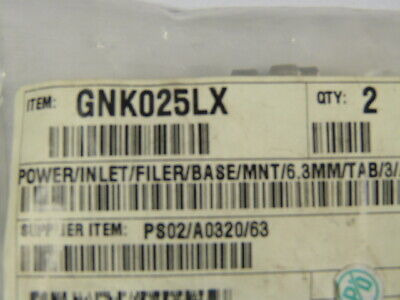 ITEM: GNK025LX QTY: 2
POWER/INLET/FILER/BASE/MNT/6.3MM/TAB/3/
SUPPLIER ITEM: PS02/A0320/63